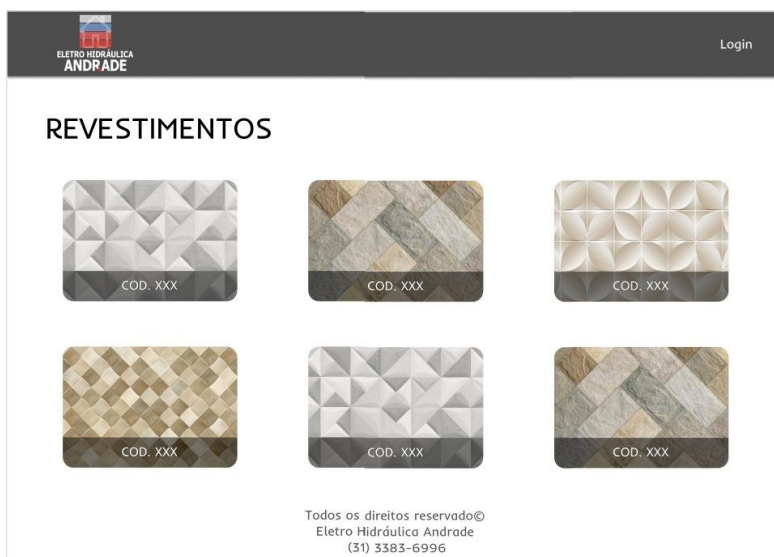 ELETRO HIDRÁULICA
ANDRADE
Login
REVESTIMENTOS
COD. XXX
COD. XXX
COD. XXX
COD. XXX
COD. XXX
COD. XXX
Todos os direitos reservado©
Eletro Hidráulica Andrade
(31) 3383-6996